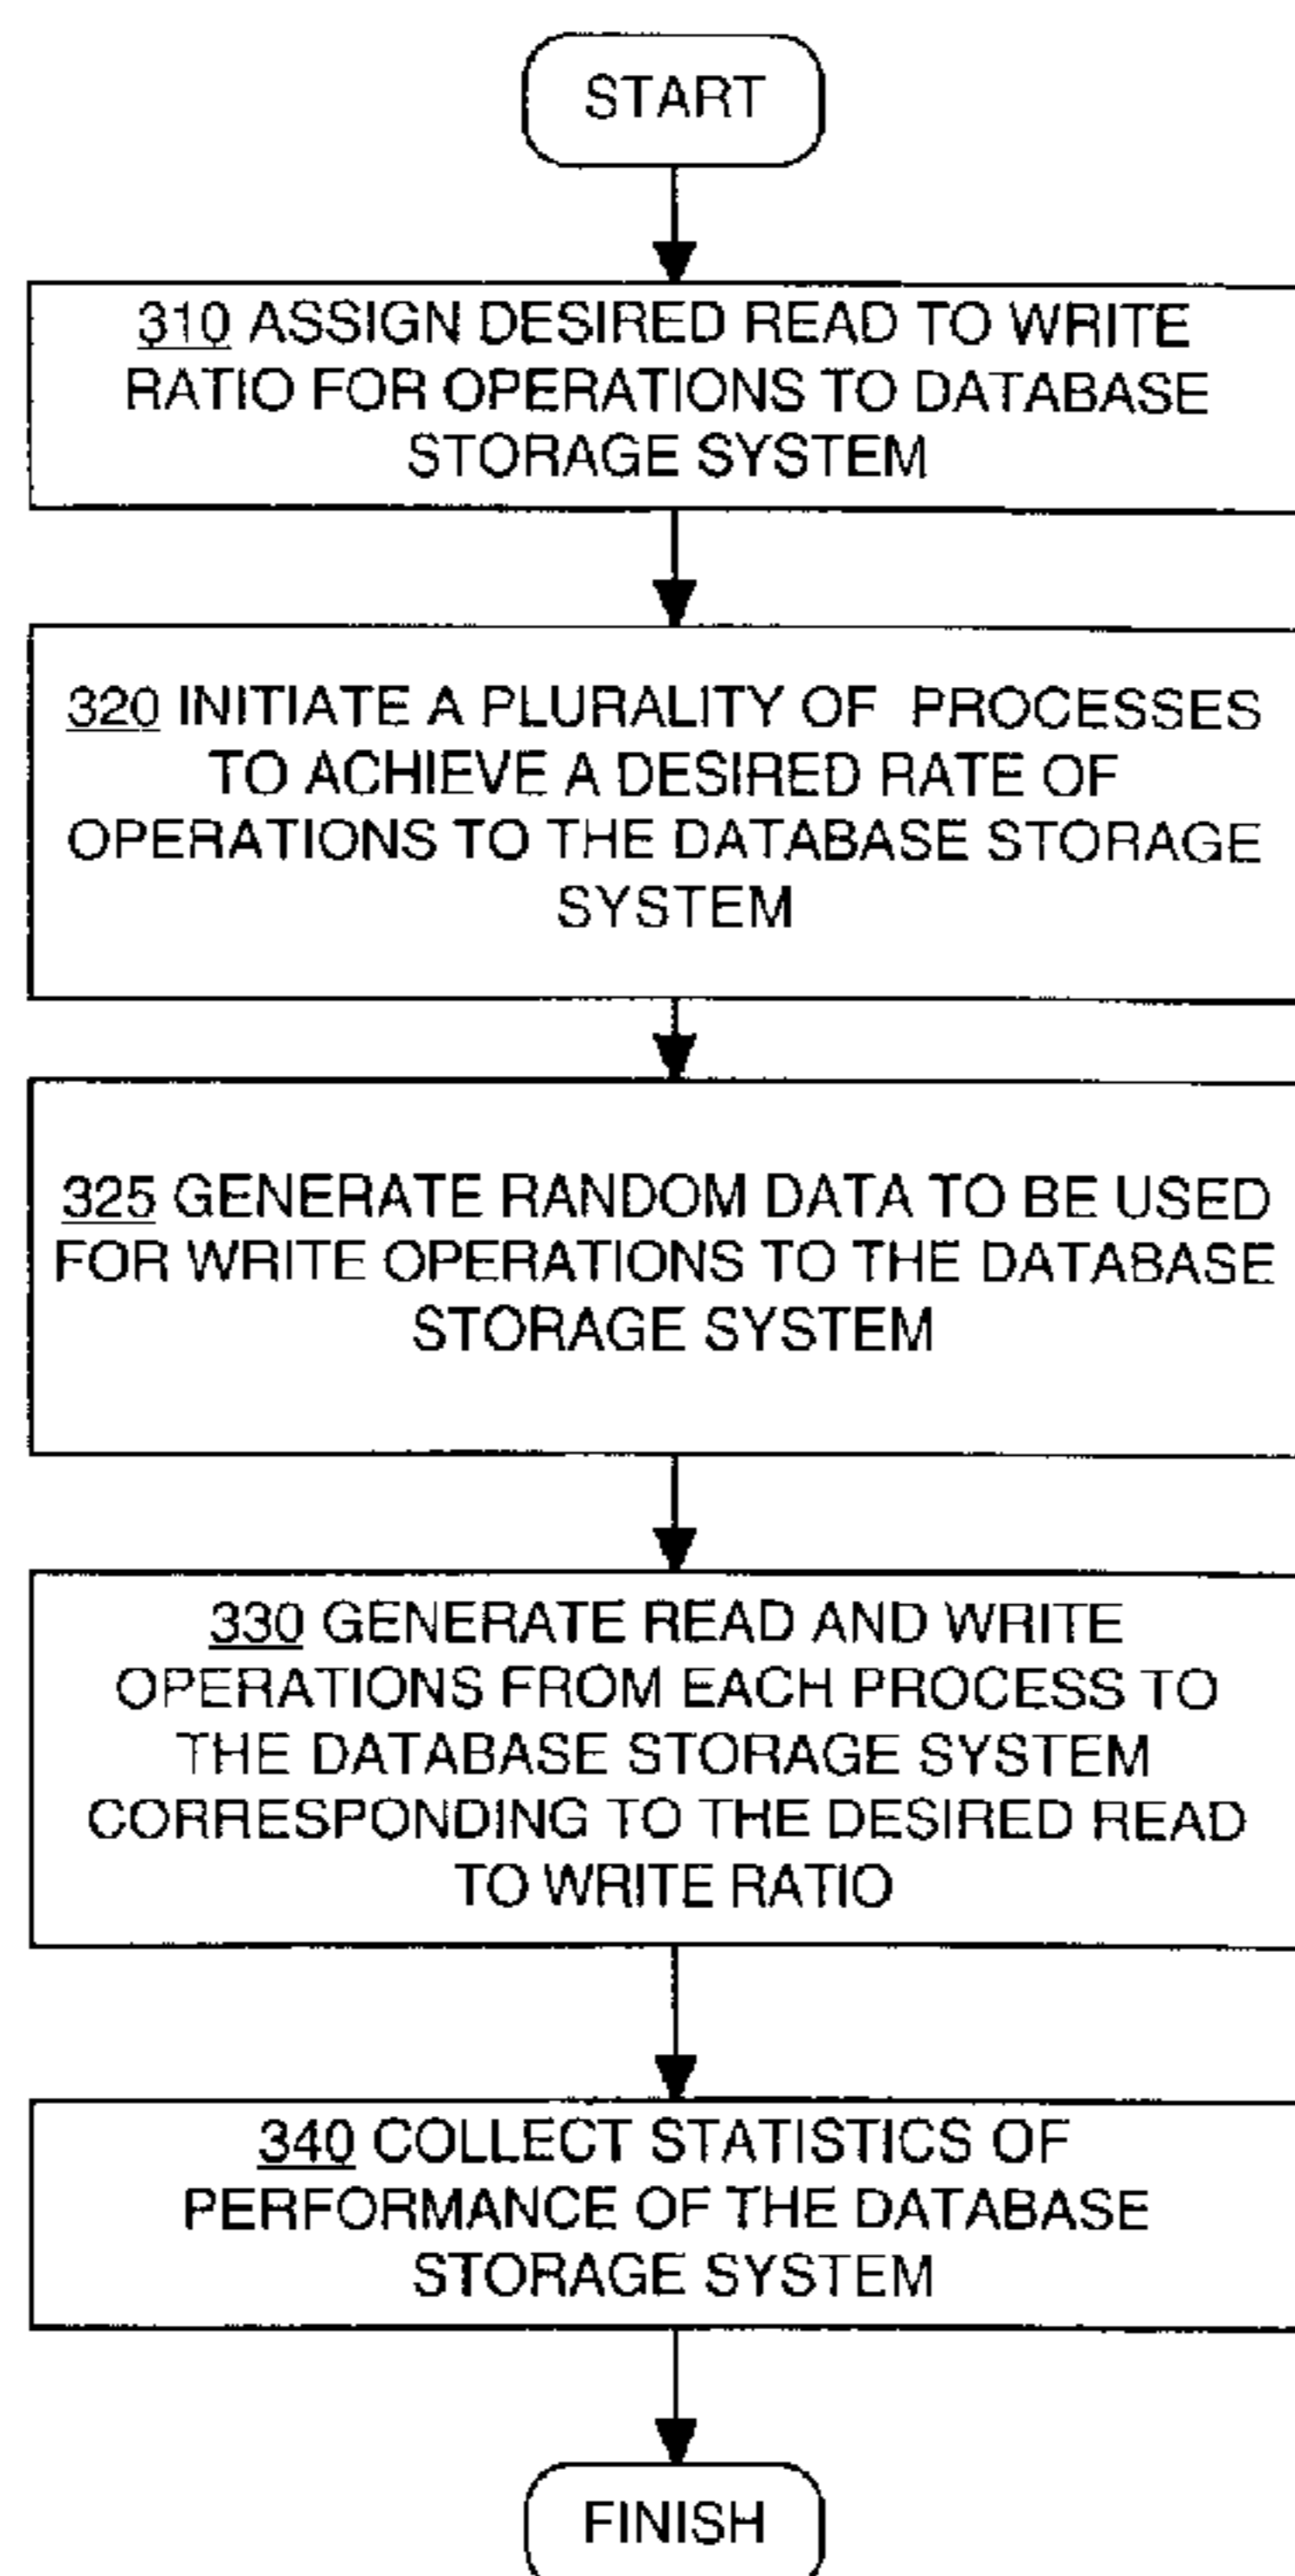 START
310 ASSIGN DESIRED READ TO WRITE
RATIO FOR OPERATIONS TO DATABASE
STORAGE SYSTEM
320 INITIATE A PLURALITY OF PROCESSES
TO ACHIEVE A DESIRED RATE OF
OPERATIONS TO THE DATABASE STORAGE
SYSTEM
325 GENERATE RANDOM DATA TO BE USED
FOR WRITE OPERATIONS TO THE DATABASE
STORAGE SYSTEM
330 GENERATE READ AND WRITE
OPERATIONS FROM EACH PROCESS TO
THE DATABASE STORAGE SYSTEM
CORRESPONDING TO THE DESIRED READ
TO WRITE RATIO
340 COLLECT STATISTICS OF
PERFORMANCE OF THE DATABASE
STORAGE SYSTEM
FINISH